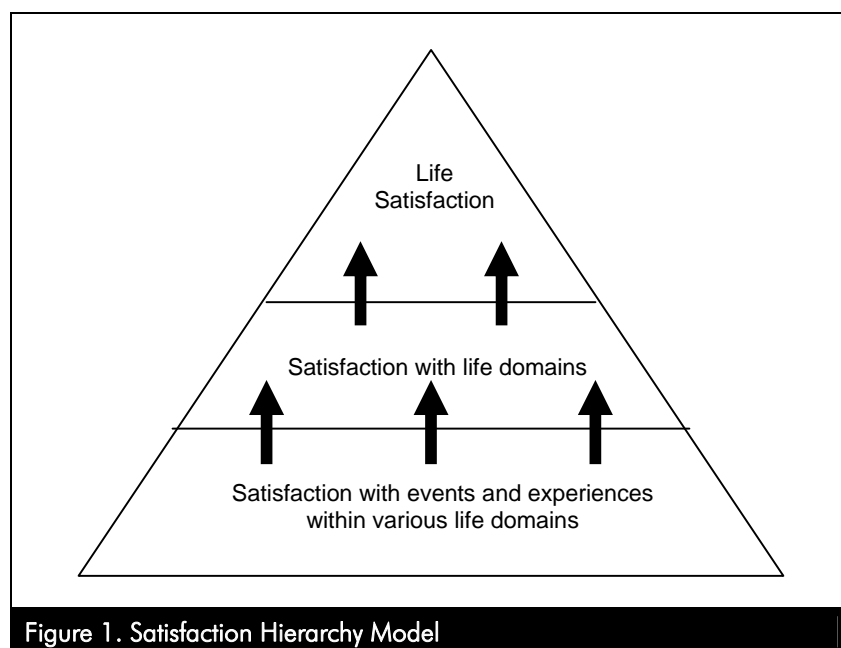 Life
Satisfaction
Satisfaction with life domains
Satisfaction with events and experiences
within various life domains
Figure 1. Satisfaction Hierarchy Model